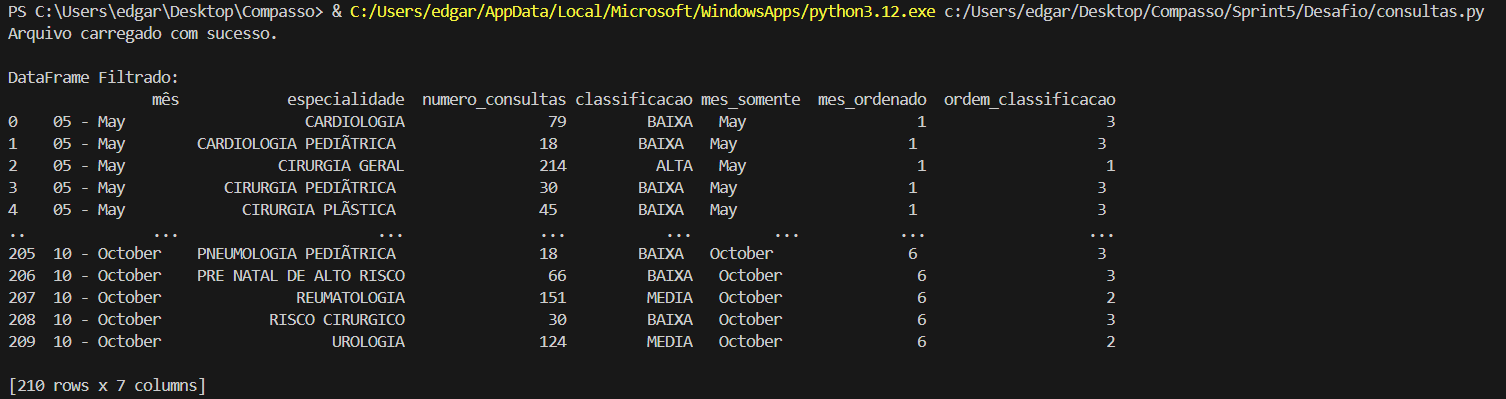 PS C:\Users\edgar\Desktop\Compasso> & C:/Users/edgar/AppData/Local/Microsoft/WindowsApps/python3.12.exe c:/Users/edgar/Desktop/Compasso/Sprint5/Desafio/consultas.py
Arquivo carregado com sucesso.
DataFrame Filtrado:
mês especialidade numero_consultas classificacao mes_somente mes_ordenado ordem_classificacao
0 05 - May CARDIOLOGIA 79 BAIXA May 1 3
1 05 - May CARDIOLOGIA PEDIÃTRICA 18 BAIXA May 1 3
2 05 - May CIRURGIA GERAL 214 ALTA May 1 1
3 05 - May CIRURGIA PEDIÃTRICA 30 BAIXA May 1 3
4 05 - May CIRURGIA PLÃSTICA 45 BAIXA May 1 3
.. ... ... ... ... ... ... ...
205 10 - October PNEUMOLOGIA PEDIÃTRICA 18 BAIXA October 6 3
206 10 - October PRE NATAL DE ALTO RISCO 66 BAIXA October 6 3
207 10 - October REUMATOLOGIA 151 MEDIA October 6 2
208 10 - October RISCO CIRURGICO 30 BAIXA October 6 3
209 10 - October UROLOGIA 124 MEDIA October 6 2
[210 rows x 7 columns]